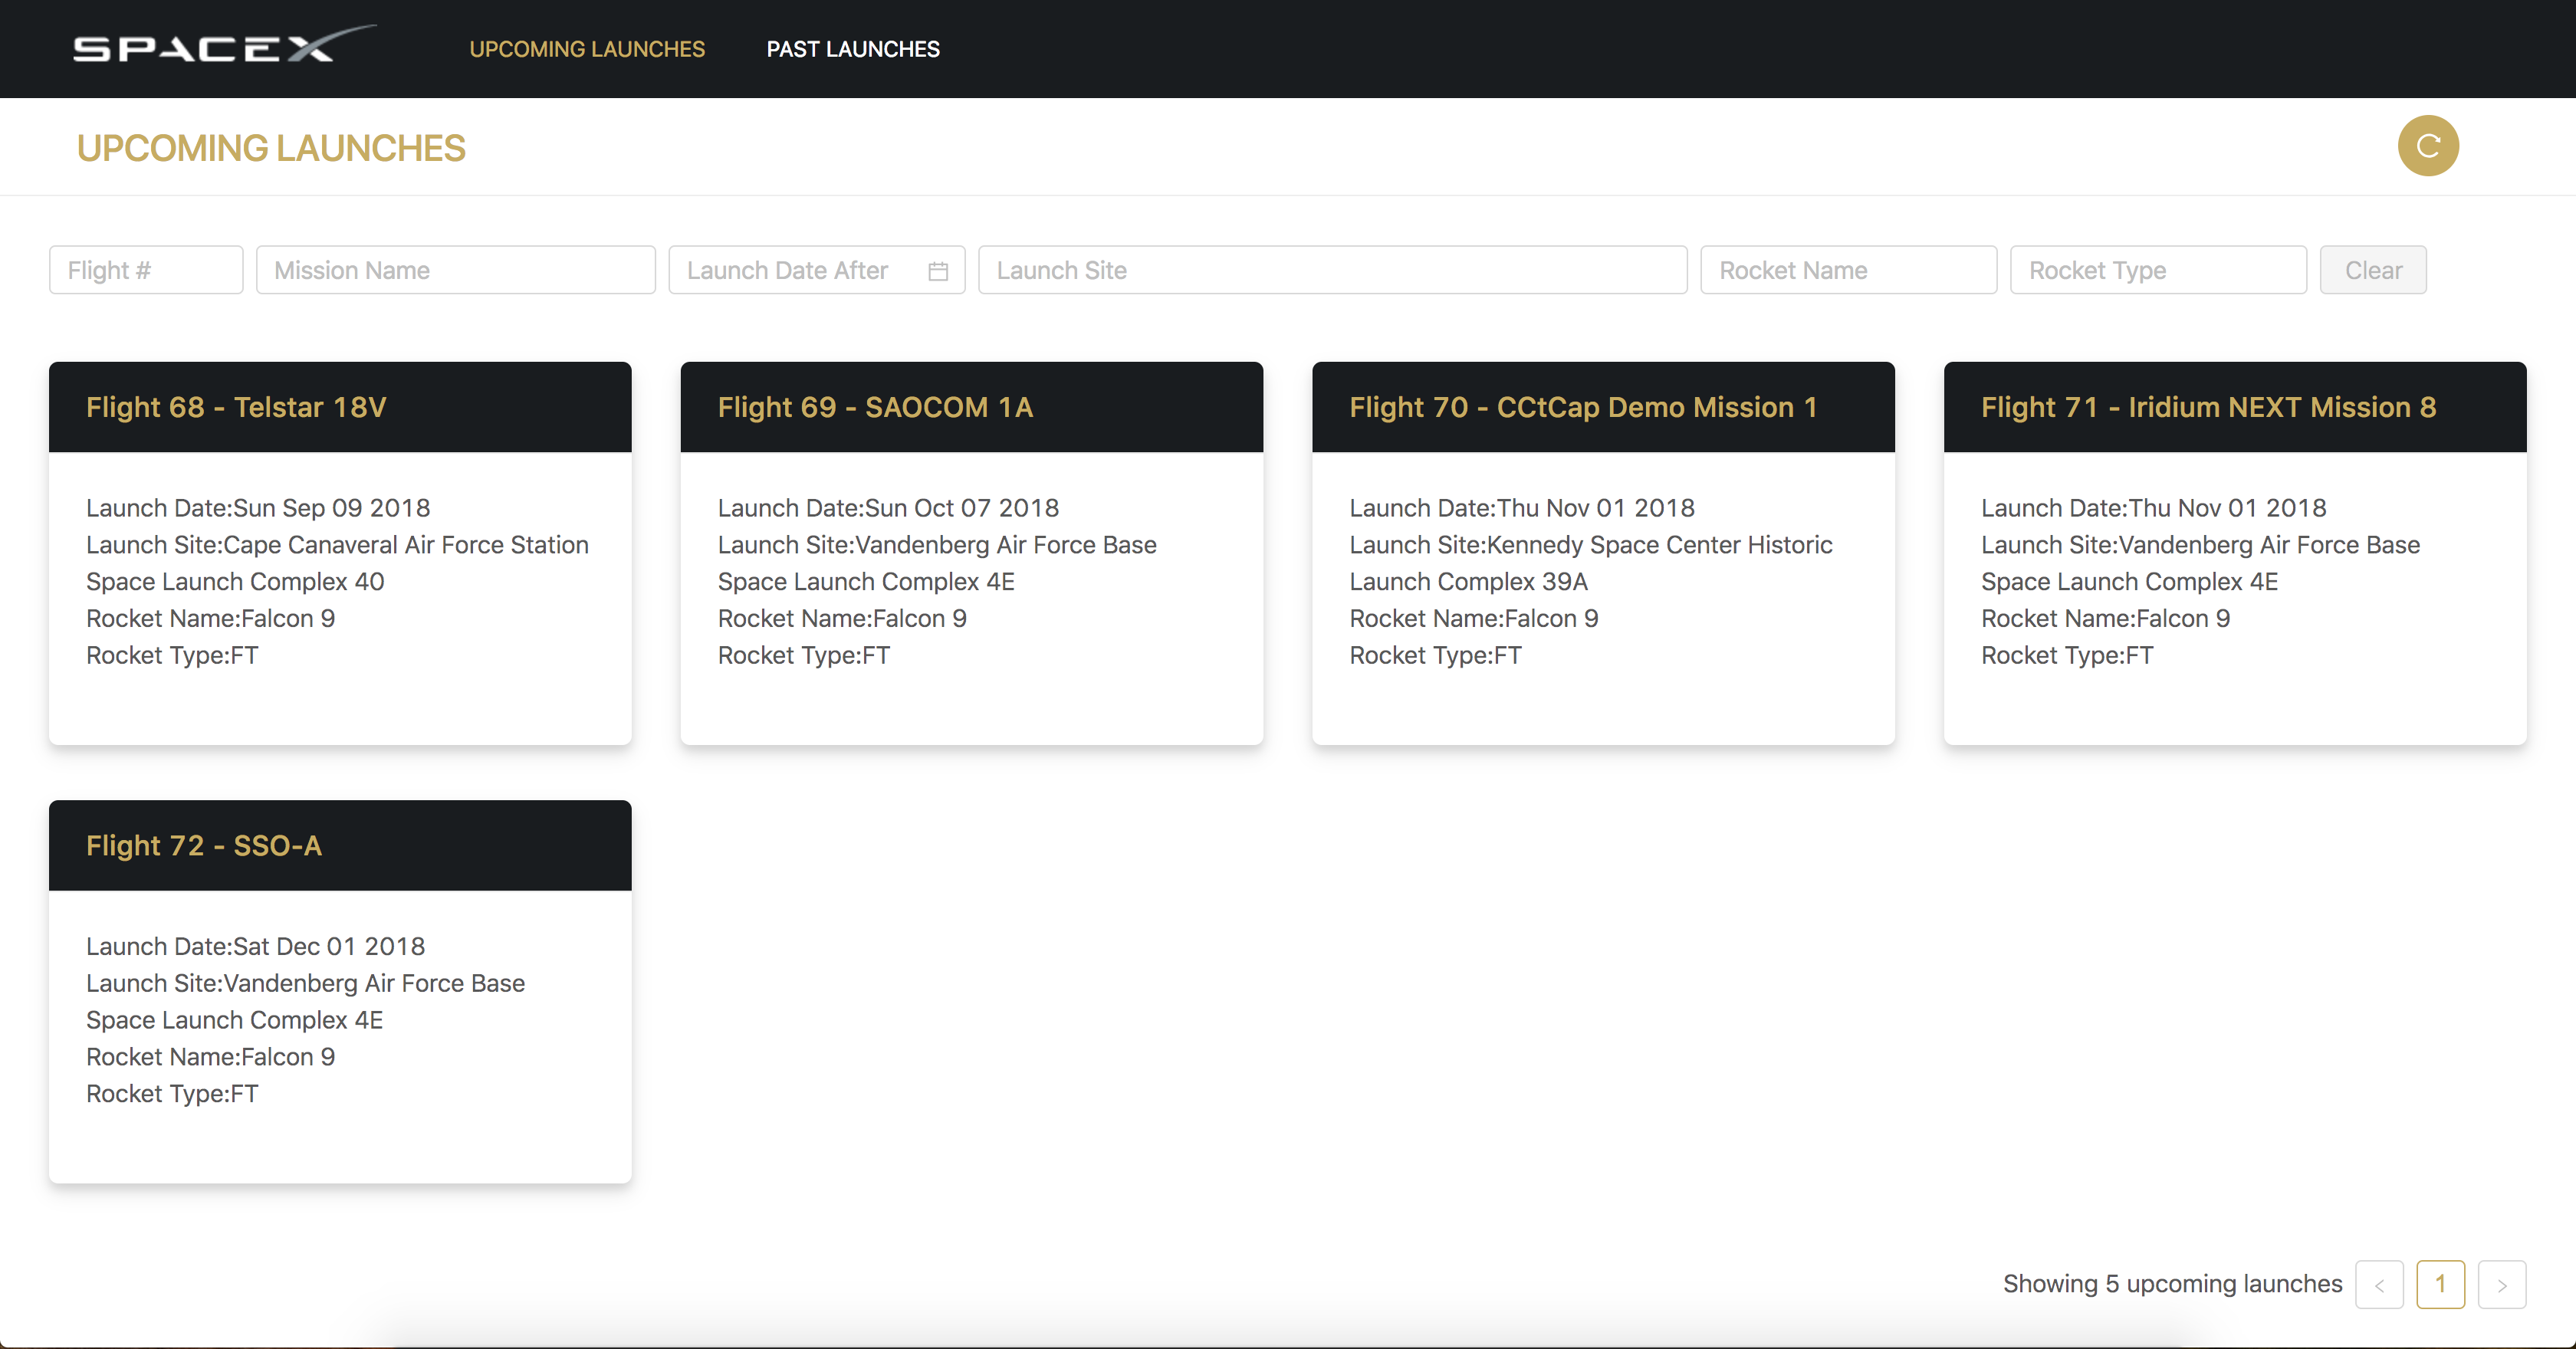 SPACEX
UPCOMING LAUNCHES
PAST LAUNCHES
UPCOMING LAUNCHES
Flight #
Mission Name
Launch Date After
Launch Site
Rocket Name
Rocket Type
Clear
Flight 68 - Telstar 18V
Launch Date:Sun Sep 09 2018
Launch Site:Cape Canaveral Air Force Station
Space Launch Complex 40
Rocket Name:Falcon 9
Rocket Type:FT
Flight 69 - SAOCOM 1A
Launch Date:Sun Oct 07 2018
Launch Site:Vandenberg Air Force Base
Space Launch Complex 4E
Rocket Name:Falcon 9
Rocket Type:FT
Flight 70 - CCtCap Demo Mission 1
Launch Date:Thu Nov 01 2018
Launch Site:Kennedy Space Center Historic
Launch Complex 39A
Rocket Name:Falcon 9
Rocket Type:FT
Flight 71 - Iridium NEXT Mission 8
Launch Date:Thu Nov 01 2018
Launch Site:Vandenberg Air Force Base
Space Launch Complex 4E
Rocket Name:Falcon 9
Rocket Type:FT
Flight 72 - SSO-A
Launch Date:Sat Dec 01 2018
Launch Site:Vandenberg Air Force Base
Space Launch Complex 4E
Rocket Name:Falcon 9
Rocket Type:FT
Showing 5 upcoming launches < 1 >